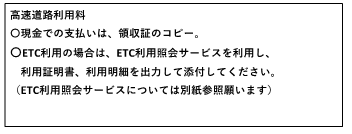 高速道路利用料
〇現金での支払いは、領収証のコピー。
〇ETC利用の場合は、ETC利用照会サービスを利用し、
利用証明書、利用明細を出力して添付してください。
（ETC利用照会サービスについては別紙参照願います）